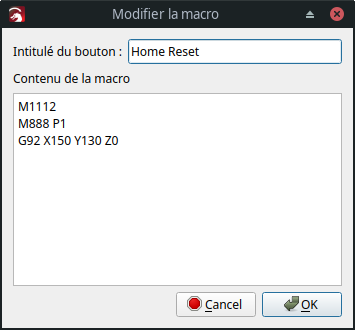 Modifier la macro
Intitulé du bouton : Home Reset
Contenu de la macro
M1112
M888 P1
G92 X150 Y130 Z0
Cancel OK